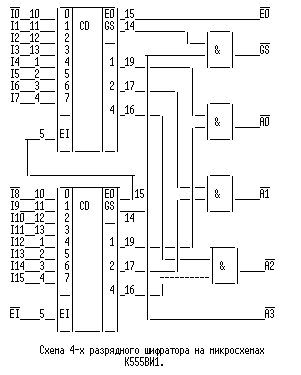 I0 10 0 EO 15 EO
I1 11 1 CD GS 14
I2 12 2 &
I3 13 3 GS
I4 1 4 1 19
I5 2 5
I6 3 6 2 17
I7 4 7
4 16 & A0
5 EI
& A1
I8 10 0 EO 15
I9 11 1 CD GS
I10 12 2 14
I11 13 3
I12 1 4 1 19
I13 2 5
I14 3 6 2 17 & A2
I15 4 7
4 16
EI 5 EI A3
Схема 4-х разрядного шифратора на микросхемах
К555ВИ1.